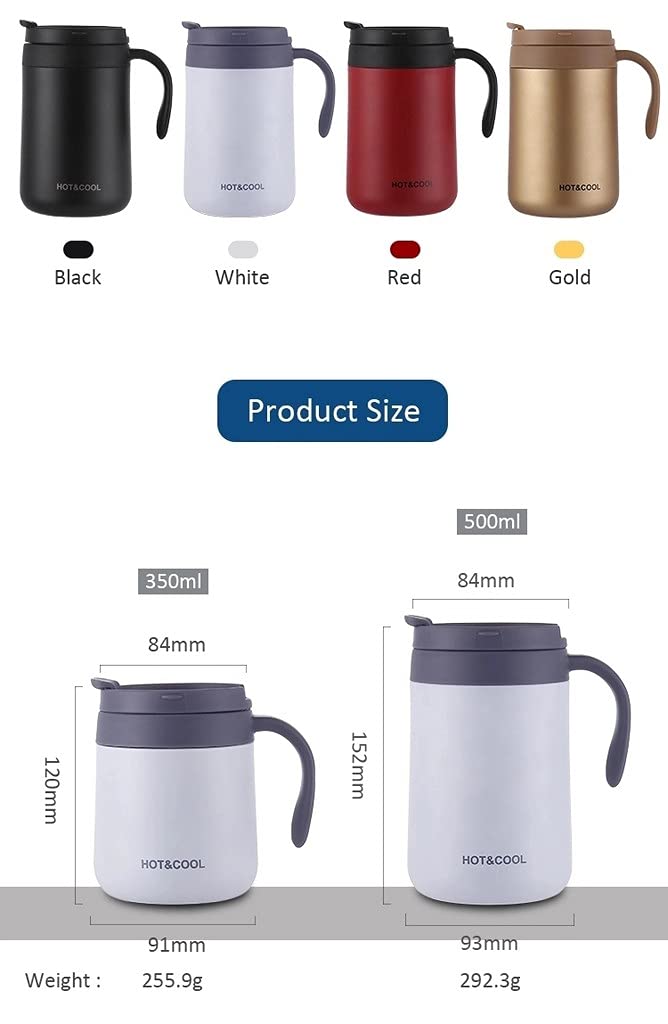 HOT&COOL
HOT&COOL
HOT&COOL
HOT&COOL
Black
White
Red
Gold
Product Size
500ml
350ml
84mm
84mm
152mm
120mm
HOT&COOL
HOT&COOL
91mm
93mm
Weight : 255.9g 292.3g